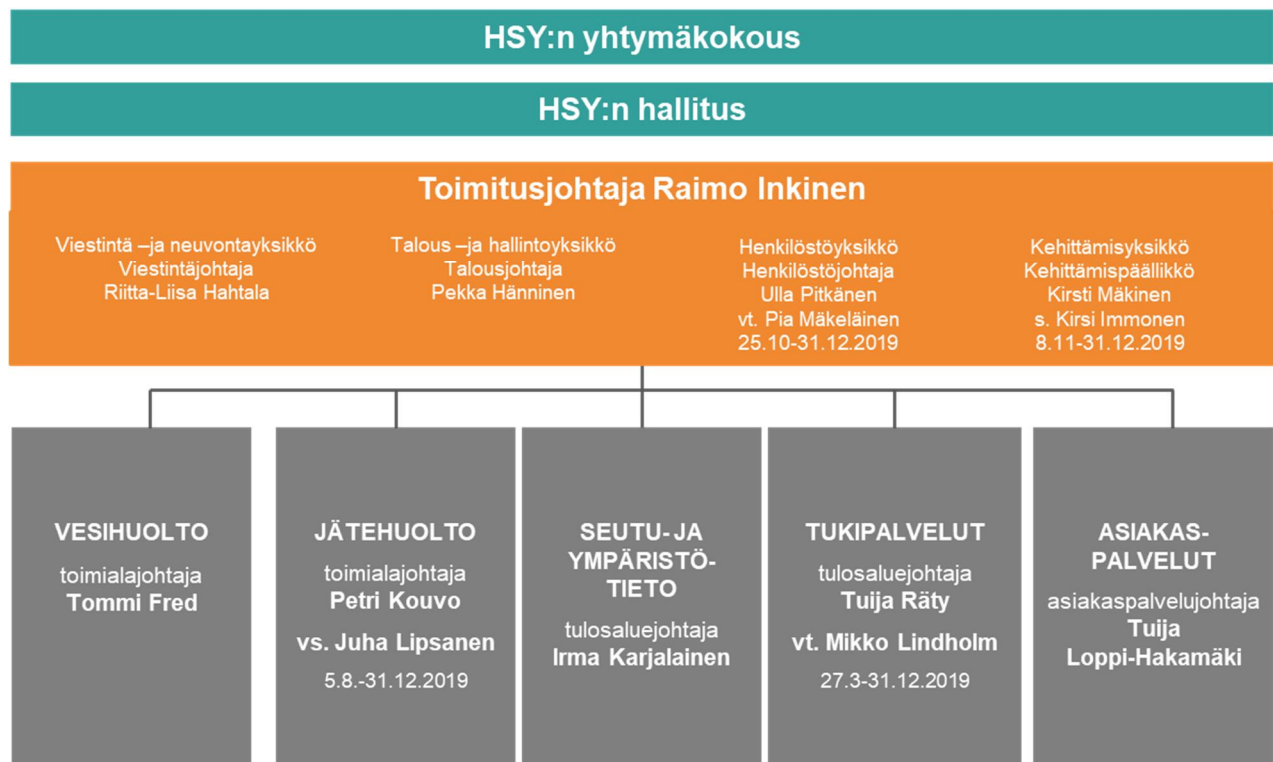 HSY:n yhtymäkokous
HSY:n hallitus
Toimitusjohtaja Raimo Inkinen
Viestintä –ja neuvontayksikkö
Viestintäjohtaja
Riitta-Liisa Hahtala
Talous –ja hallintoyksikkö
Talousjohtaja
Pekka Hänninen
Henkilöstöyksikkö
Henkilöstöjohtaja
Ulla Pitkänen
vt. Pia Mäkeläinen
25.10-31.12.2019
Kehittämisyksikkö
Kehittämispäällikkö
Kirsti Mäkinen
s. Kirsi Immonen
8.11-31.12.2019
VESIHUOLTO
toimialajohtaja
Tommi Fred
JÄTEHUOLTO
toimialajohtaja
Petri Kouvo
vs. Juha Lipsanen
5.8.-31.12.2019
SEUTU-JA
YMPÄRISTÖ-
TIETO
tulosaluejohtaja
Irma Karjalainen
TUKIPALVELUT
tulosaluejohtaja
Tuija Räty
vt. Mikko Lindholm
27.3-31.12.2019
ASIAKAS-
PALVELUT
asiakaspalvelujohtaja
Tuija
Loppi-Hakamäki